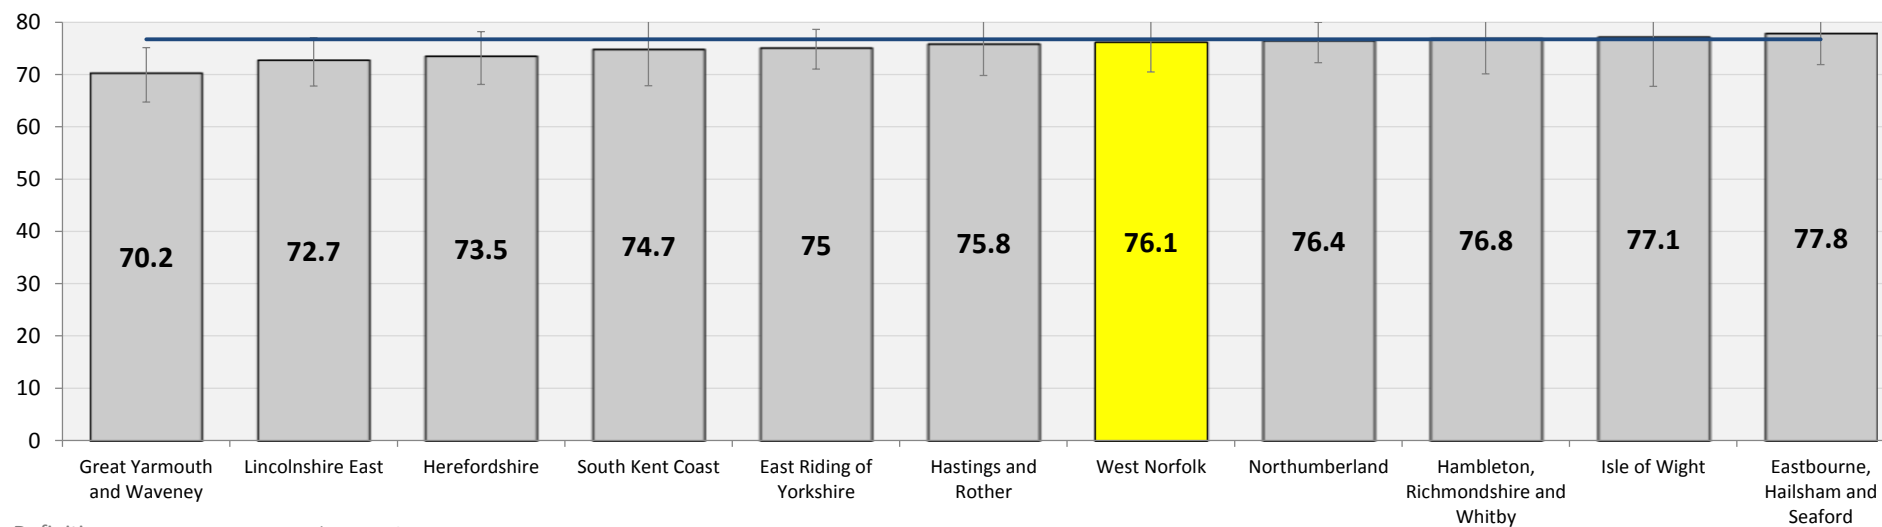 80
70
60
50
40
30
20
10
0
70.2
72.7
73.5
74.7
75
75.8
76.1
76.4
76.8
77.1
77.8
Great Yarmouth
and Waveney
Lincolnshire East
Herefordshire
South Kent Coast
East Riding of
Yorkshire
Hastings and
Rother
West Norfolk
Northumberland
Hambleton,
Richmondshire and
Whitby
Isle of Wight
Eastbourne,
Hailsham and
Seaford